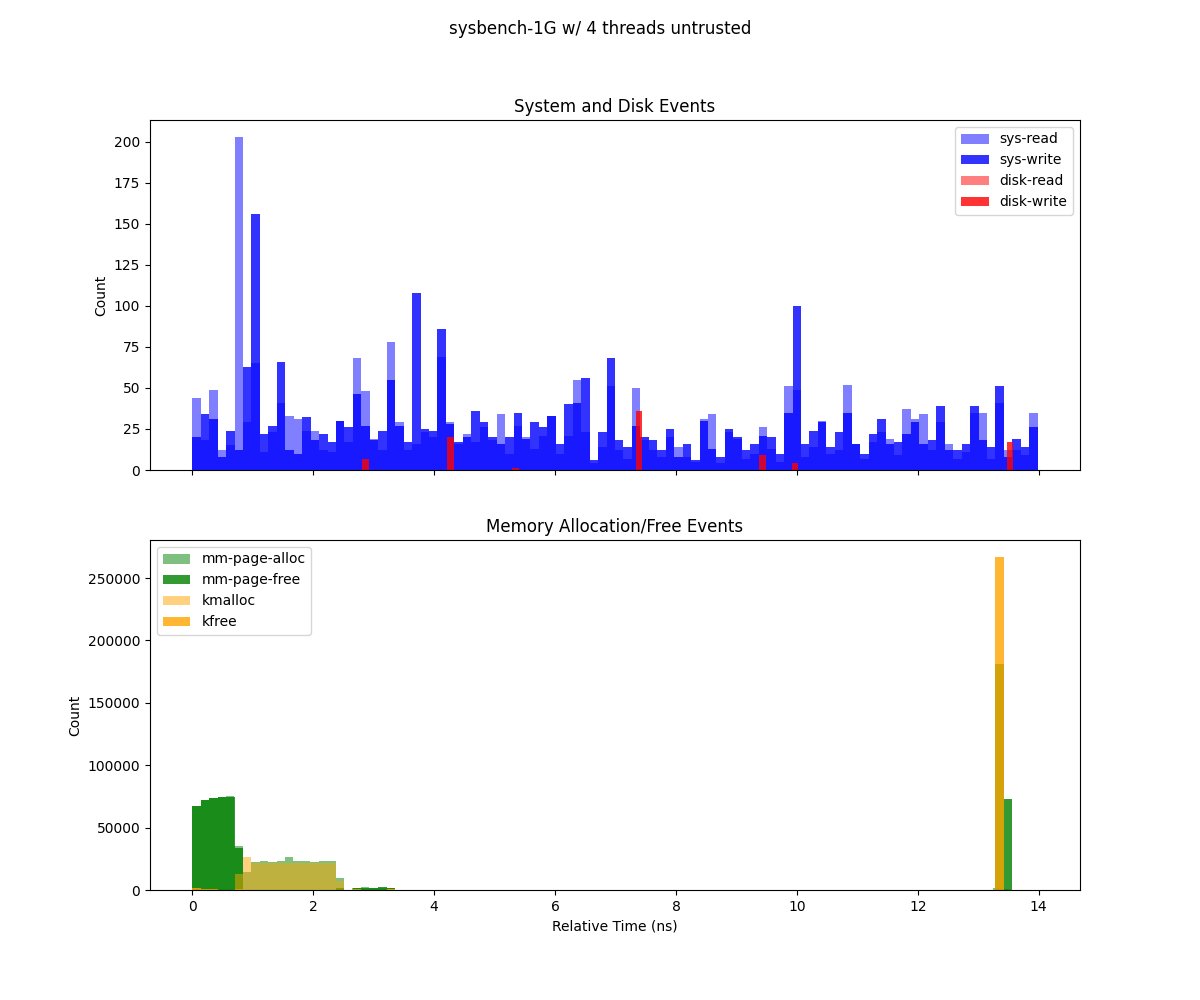 sysbench-1G w/ 4 threads untrusted
System and Disk Events
200
175
150
125
100
75
50
25
0
Count
sys-read
sys-write
disk-read
disk-write
Memory Allocation/Free Events
250000
200000
150000
100000
50000
0
Count
mm-page-alloc
mm-page-free
kmalloc
kfree
0 2 4 6 8 10 12 14
Relative Time (ns)